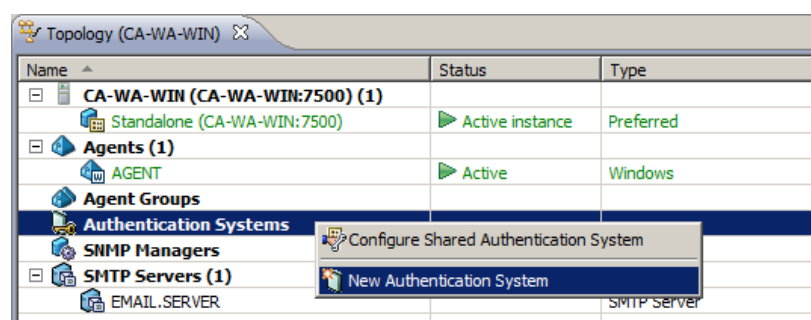 Topology (CA-WA-WIN)
Name Status Type
CA-WA-WIN (CA-WA-WIN:7500) (1)
Standalone (CA-WA-WIN:7500) Active instance Preferred
Agents (1)
AGENT Active Windows
Agent Groups
Authentication Systems
Configure Shared Authentication System
SNMP Managers
SMTP Servers (1)
New Authentication System
EMAIL.SERVER SMTP Server